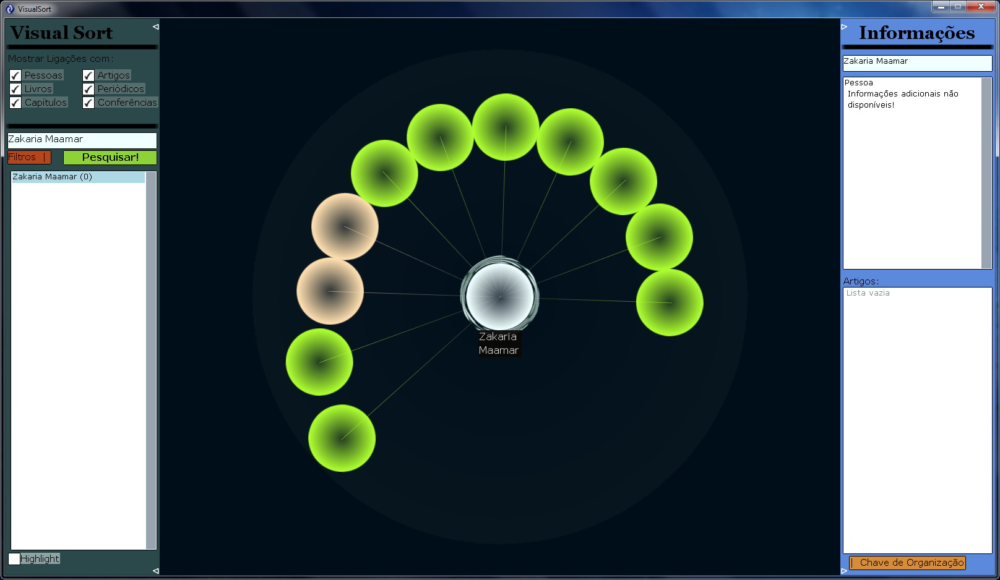 VisualSort
Visual Sort
Mostrar Ligações com:
Pessoas
Artigos
Livros
Periódicos
Capítulos
Conferências
Zakaria Maamar
Filtros |
Pesquisar!
Zakaria Maamar (0)
Highlight
Zakaria
Maamar
Informações
Zakaria Maamar
Pessoa
Informações adicionais não
disponíveis!
Artigos:
Lista vazia
| Chave de Organização